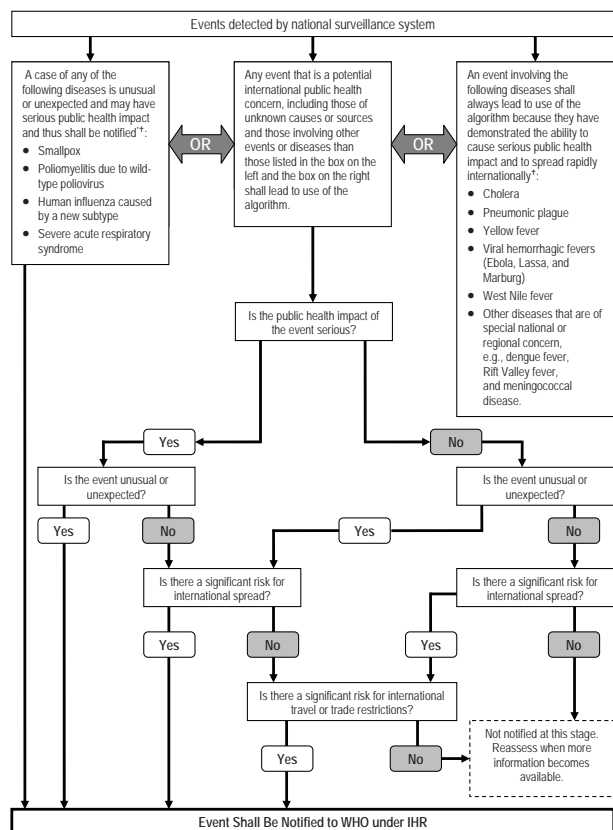 Events detected by national surveillance system
A case of any of the
following diseases is unusual
or unexpected and may have
serious public health impact
and thus shall be notified*†:
• Smallpox
• Poliomyelitis due to wild-
type poliovirus
• Human influenza caused
by a new subtype
• Severe acute respiratory
syndrome
OR
Any event that is a potential
international public health
concern, including those of
unknown causes or sources
and those involving other
events or diseases than
those listed in the box on the
left and the box on the right
shall lead to use of the
algorithm.
OR
An event involving the
following diseases shall
always lead to use of the
algorithm because they have
demonstrated the ability to
cause serious public health
impact and to spread rapidly
internationally†:
• Cholera
• Pneumonic plague
• Yellow fever
• Viral hemorrhagic fevers
(Ebola, Lassa, and
Marburg)
• West Nile fever
• Other diseases that are of
special national or
regional concern,
e.g., dengue fever,
Rift Valley fever,
and meningococcal
disease.
Is the public health impact of
the event serious?
Yes
No
Is the event unusual or
unexpected?
Is the event unusual or
unexpected?
Yes
No
Yes
No
Is there a significant risk for
international spread?
Is there a significant risk for
international spread?
Yes
No
Yes
No
Is there a significant risk for international
travel or trade restrictions?
Yes
No
Not notified at this stage.
Reassess when more
information becomes
available.
Event Shall Be Notified to WHO under IHR